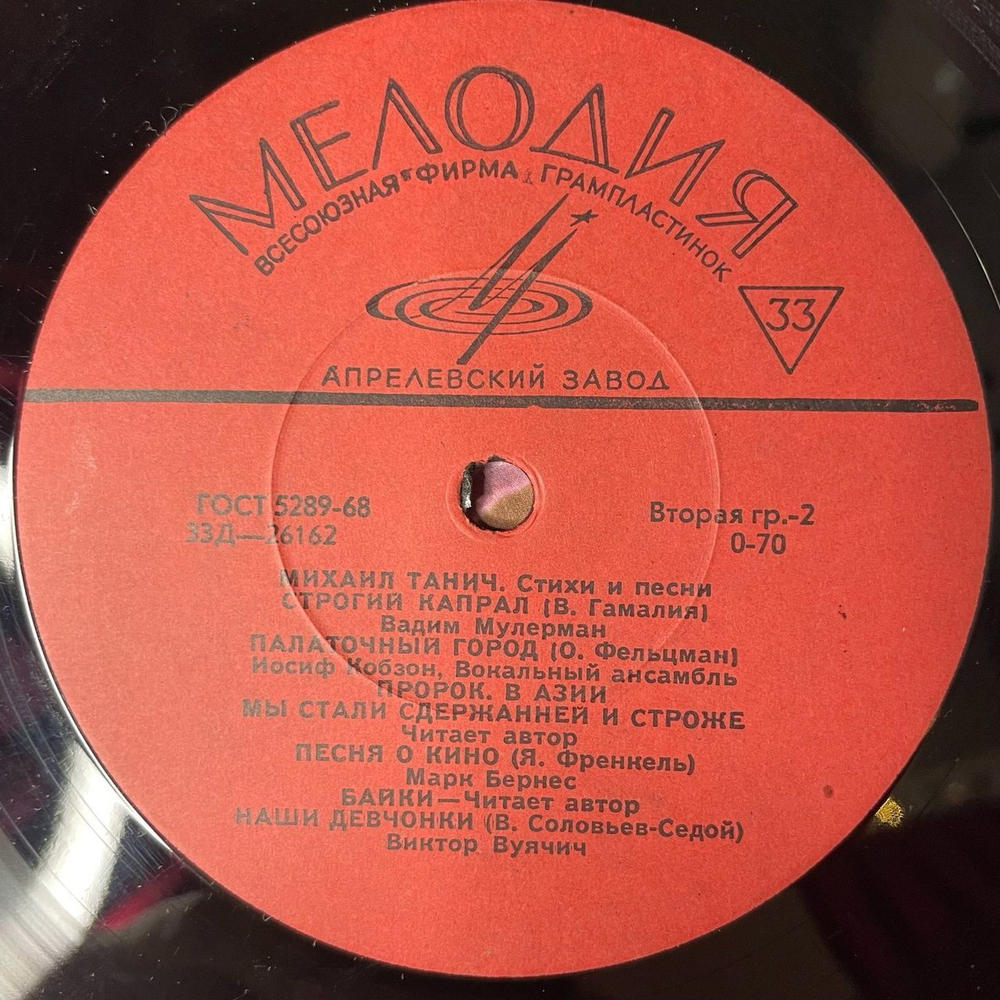 МЕЛОДИЯ
ВСЕСОЮЗНАЯ ФИРМА ГРАМПЛАСТИНОК
33
АПРЕЛЕВСКИЙ ЗАВОД
ГОСТ 5289-68
33Д—26162
Вторая гр.-2
0-70
МИХАИЛ ТАНИЧ. Стихи и песни
СТРОГИЙ КАПРАЛ (В. Гамалия)
Вадим Мулерман
ПАЛАТОЧНЫЙ ГОРОД (О. Фельцман)
Иосиф Кобзон, Вокальный ансамбль
ПРОРОК. В АЗИИ
МЫ СТАЛИ СДЕРЖАННЕЙ И СТРОЖЕ
Читает автор
ПЕСНЯ О КИНО (Я. Френкель)
Марк Бернес
БАЙКИ—Читает автор
НАШИ ДЕВЧОНКИ (В. Соловьев-Седой)
Виктор Вуячич